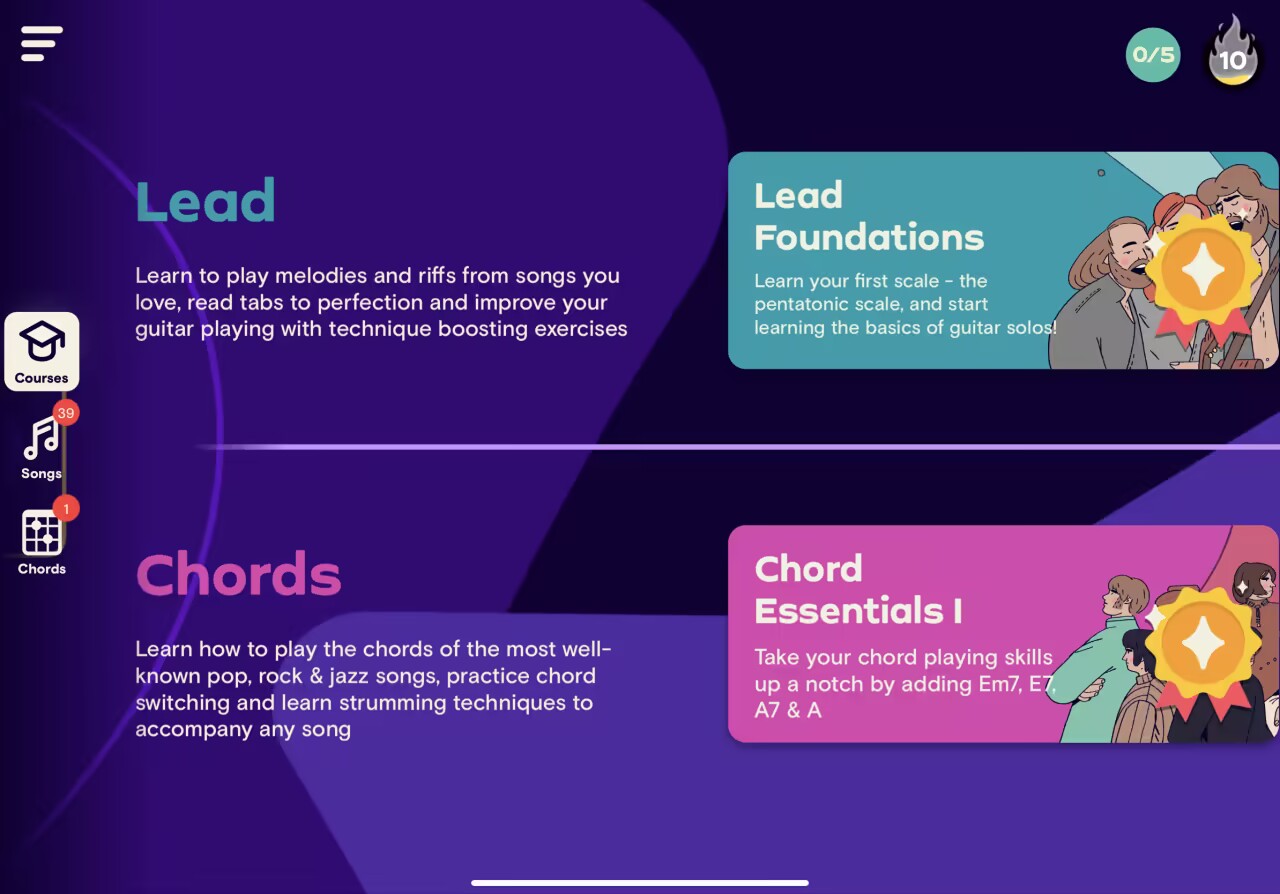 0/5
10
Lead
Learn to play melodies and riffs from songs you
love, read tabs to perfection and improve your
guitar playing with technique boosting exercises
Lead
Foundations
Learn your first scale - the
pentatonic scale, and start
learning the basics of guitar solos!
Courses
39
Songs
1
Chords
Chords
Learn how to play the chords of the most well-
known pop, rock & jazz songs, practice chord
switching and learn strumming techniques to
accompany any song
Chord
Essentials I
Take your chord playing skills
up a notch by adding Em7, E7,
A7 & A